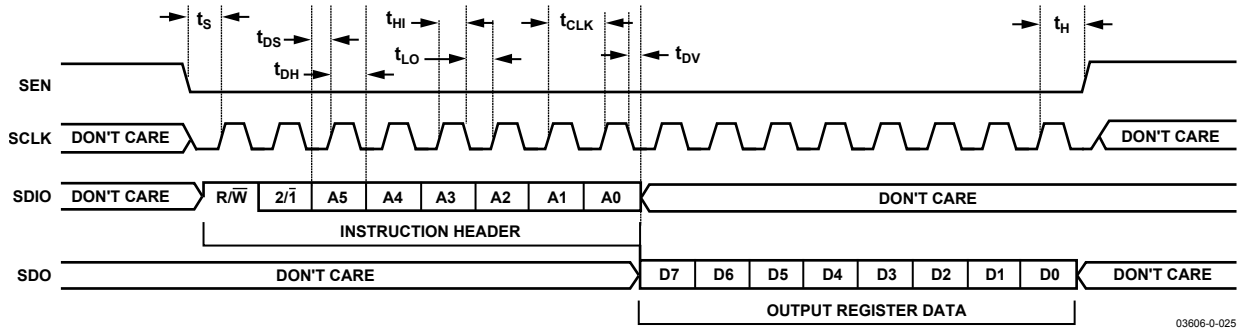 tS
tDS
tDH
tHI
tLO
tCLK
tDV
tH
SEN
SCLK DON'T CARE DON'T CARE
SDIO DON'T CARE R/W̅ 2/1̅ A5 A4 A3 A2 A1 A0 DON'T CARE
INSTRUCTION HEADER
SDO DON'T CARE D7 D6 D5 D4 D3 D2 D1 D0 DON'T CARE
OUTPUT REGISTER DATA
03606-0-025